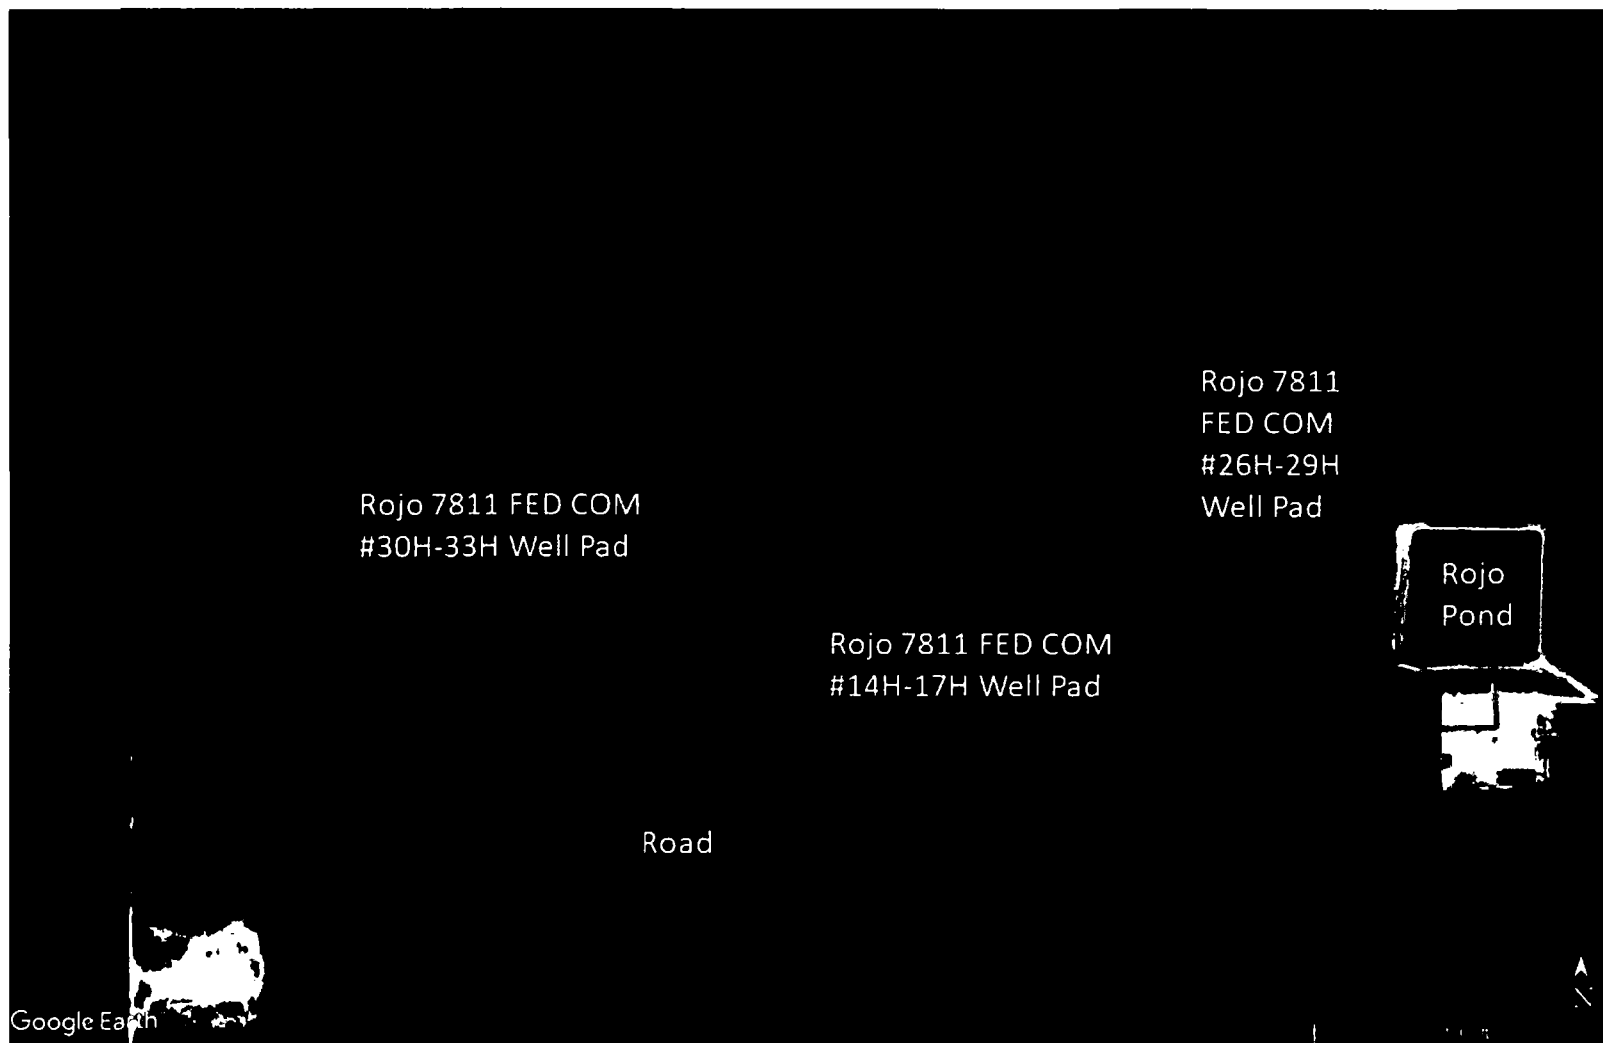 Rojo 7811
FED COM
#26H-29H
Well Pad
Rojo 7811 FED COM
#30H-33H Well Pad
Rojo
Pond
Rojo 7811 FED COM
#14H-17H Well Pad
Road
Google Earth
N